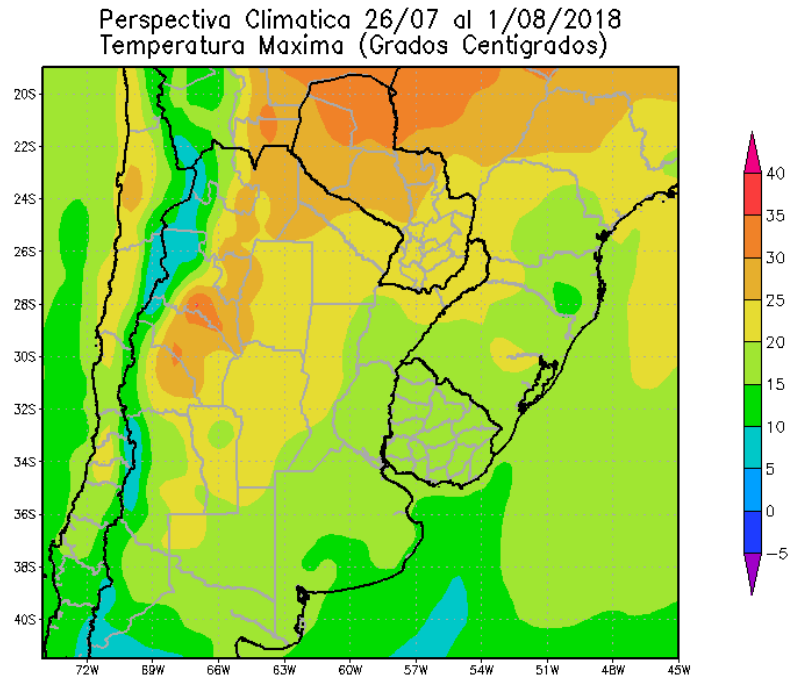 Perspectiva Climatica 26/07 al 1/08/2018
Temperatura Maxima (Grados Centigrados)
20S
22S
24S
26S
28S
30S
32S
34S
36S
38S
40S
72W 69W 66W 63W 60W 57W 54W 51W 48W 45W
40
35
30
25
20
15
10
5
0
−5